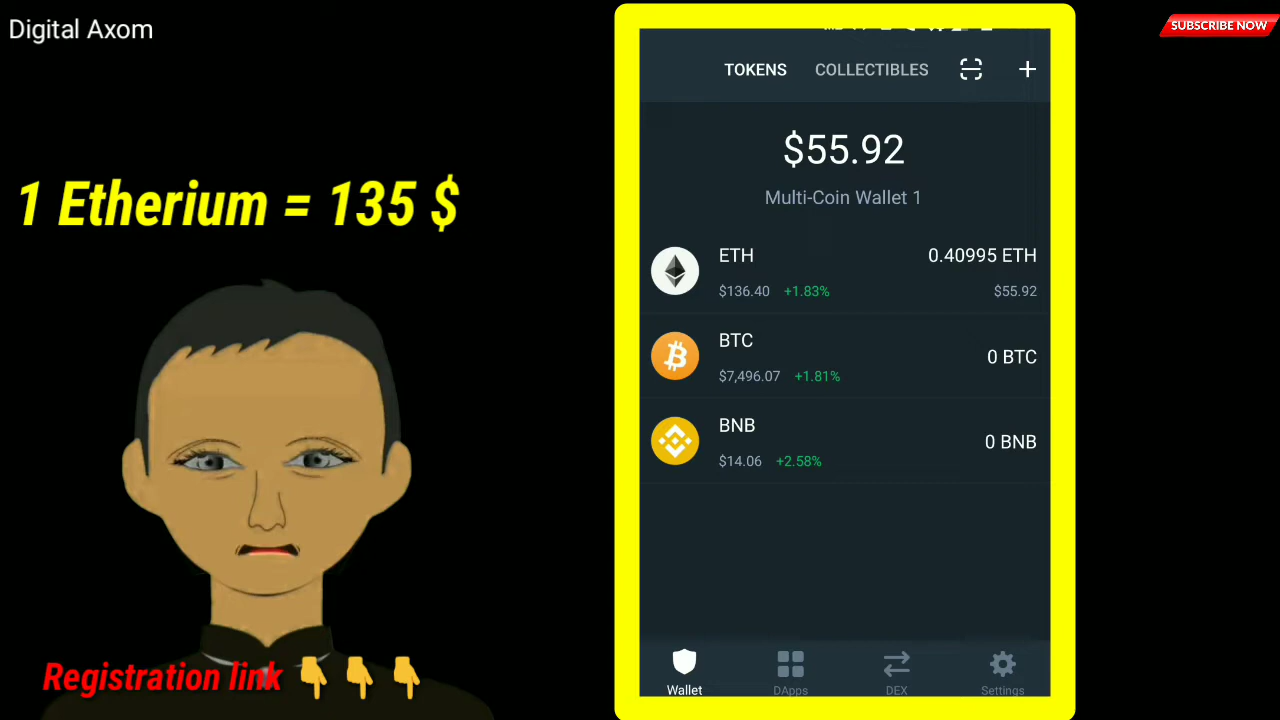 Digital Axom
SUBSCRIBE NOW
1 Etherium = 135 $
Registration link
TOKENS COLLECTIBLES
$55.92
Multi-Coin Wallet 1
ETH 0.40995 ETH
$136.40 +1.83% $55.92
BTC 0 BTC
$7,496.07 +1.81%
BNB 0 BNB
$14.06 +2.58%
Wallet DApps DEX Settings